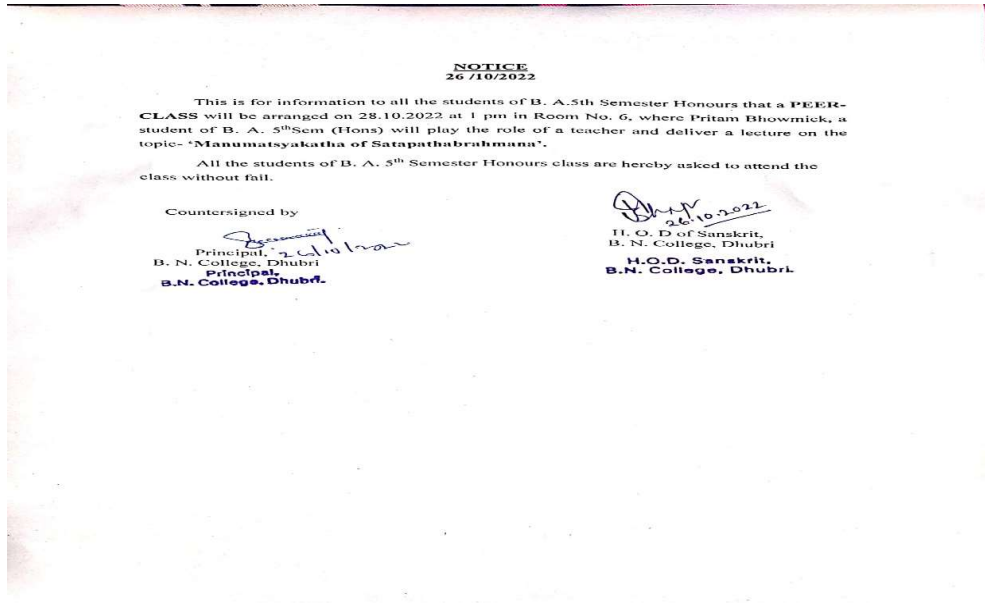 NOTICE
26 /10/2022
This is for information to all the students of B. A.5th Semester Honours that a PEER-
CLASS will be arranged on 28.10.2022 at 1 pm in Room No. 6, where Pritam Bhowmick, a
student of B. A. 5thSem (Hons) will play the role of a teacher and deliver a lecture on the
topic- ‘Manumatsyakatha of Satapathabrahmana’.
All the students of B. A. 5th Semester Honours class are hereby asked to attend the
class without fail.
Countersigned by
26/10/2022
Principal,
B. N. College, Dhubri
Principal,
B.N. College, Dhubri.
26.10.2022
H. O. D of Sanskrit,
B. N. College, Dhubri
H.O.D. Sanskrit,
B.N. College, Dhubri.